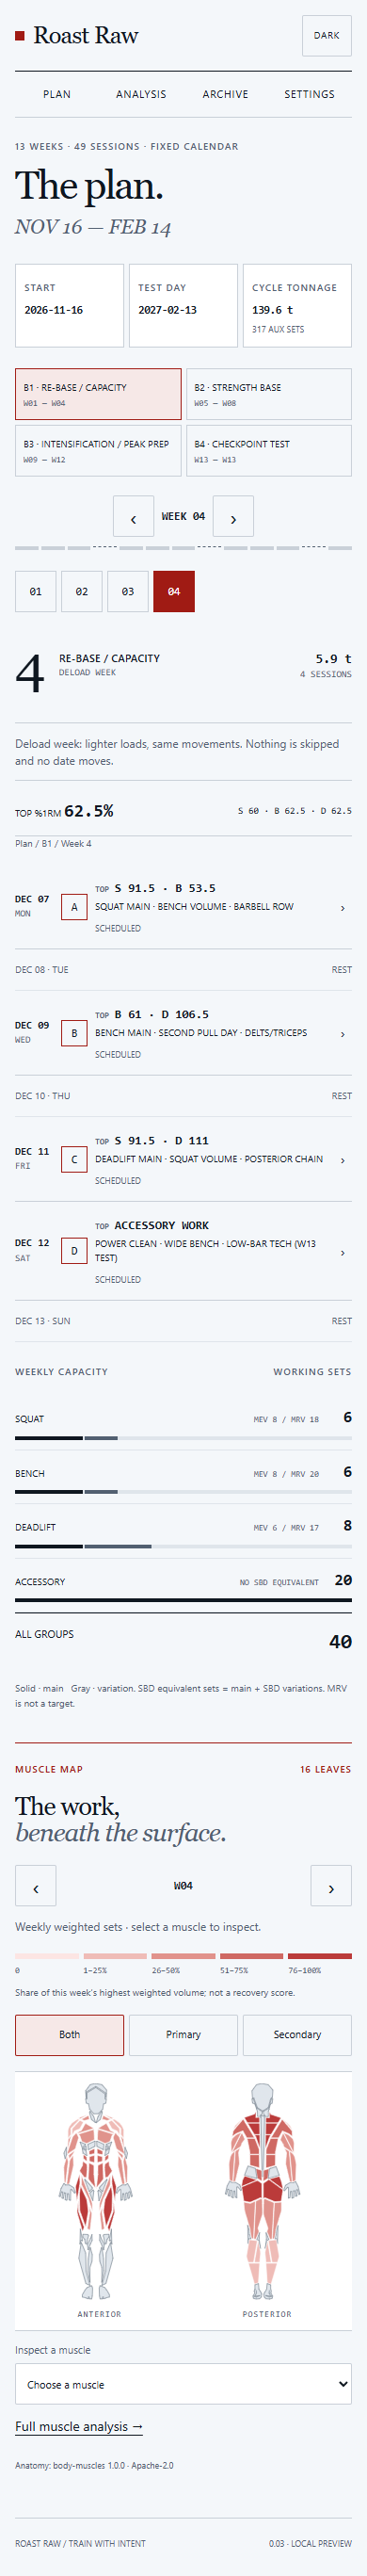 Roast Raw
DARK
PLAN ANALYSIS ARCHIVE SETTINGS
13 WEEKS · 49 SESSIONS · FIXED CALENDAR
The plan.
NOV 16 — FEB 14
START
2026-11-16
TEST DAY
2027-02-13
CYCLE TONNAGE
139.6 t
317 AUX SETS
B1 · RE-BASE / CAPACITY
W01 — W04
B2 · STRENGTH BASE
W05 — W08
B3 · INTENSIFICATION / PEAK PREP
W09 — W12
B4 · CHECKPOINT TEST
W13 — W13
‹ WEEK 04 ›
01 02 03 04
4
RE-BASE / CAPACITY
DELOAD WEEK
5.9 t
4 SESSIONS
Deload week: lighter loads, same movements. Nothing is skipped
and no date moves.
TOP %1RM 62.5%
S 60 · B 62.5 · D 62.5
Plan / B1 / Week 4
DEC 07
MON
A
TOP S 91.5 · B 53.5
SQUAT MAIN · BENCH VOLUME · BARBELL ROW
SCHEDULED
›
DEC 08 · TUE REST
DEC 09
WED
B
TOP B 61 · D 106.5
BENCH MAIN · SECOND PULL DAY · DELTS/TRICEPS
SCHEDULED
›
DEC 10 · THU REST
DEC 11
FRI
C
TOP S 91.5 · D 111
DEADLIFT MAIN · SQUAT VOLUME · POSTERIOR CHAIN
SCHEDULED
›
DEC 12
SAT
D
TOP ACCESSORY WORK
POWER CLEAN · WIDE BENCH · LOW-BAR TECH (W13
TEST)
SCHEDULED
›
DEC 13 · SUN REST
WEEKLY CAPACITY WORKING SETS
SQUAT MEV 8 / MRV 18 6
BENCH MEV 8 / MRV 20 6
DEADLIFT MEV 6 / MRV 17 8
ACCESSORY NO SBD EQUIVALENT 20
ALL GROUPS 40
Solid · main Gray · variation. SBD equivalent sets = main + SBD variations. MRV
is not a target.
MUSCLE MAP 16 LEAVES
The work,
beneath the surface.
‹ W04 ›
Weekly weighted sets · select a muscle to inspect.
0 1–25% 26–50% 51–75% 76–100%
Share of this week's highest weighted volume; not a recovery score.
Both Primary Secondary
ANTERIOR POSTERIOR
Inspect a muscle
Choose a muscle
Full muscle analysis →
Anatomy: body-muscles 1.0.0 · Apache-2.0
ROAST RAW / TRAIN WITH INTENT 0.03 · LOCAL PREVIEW